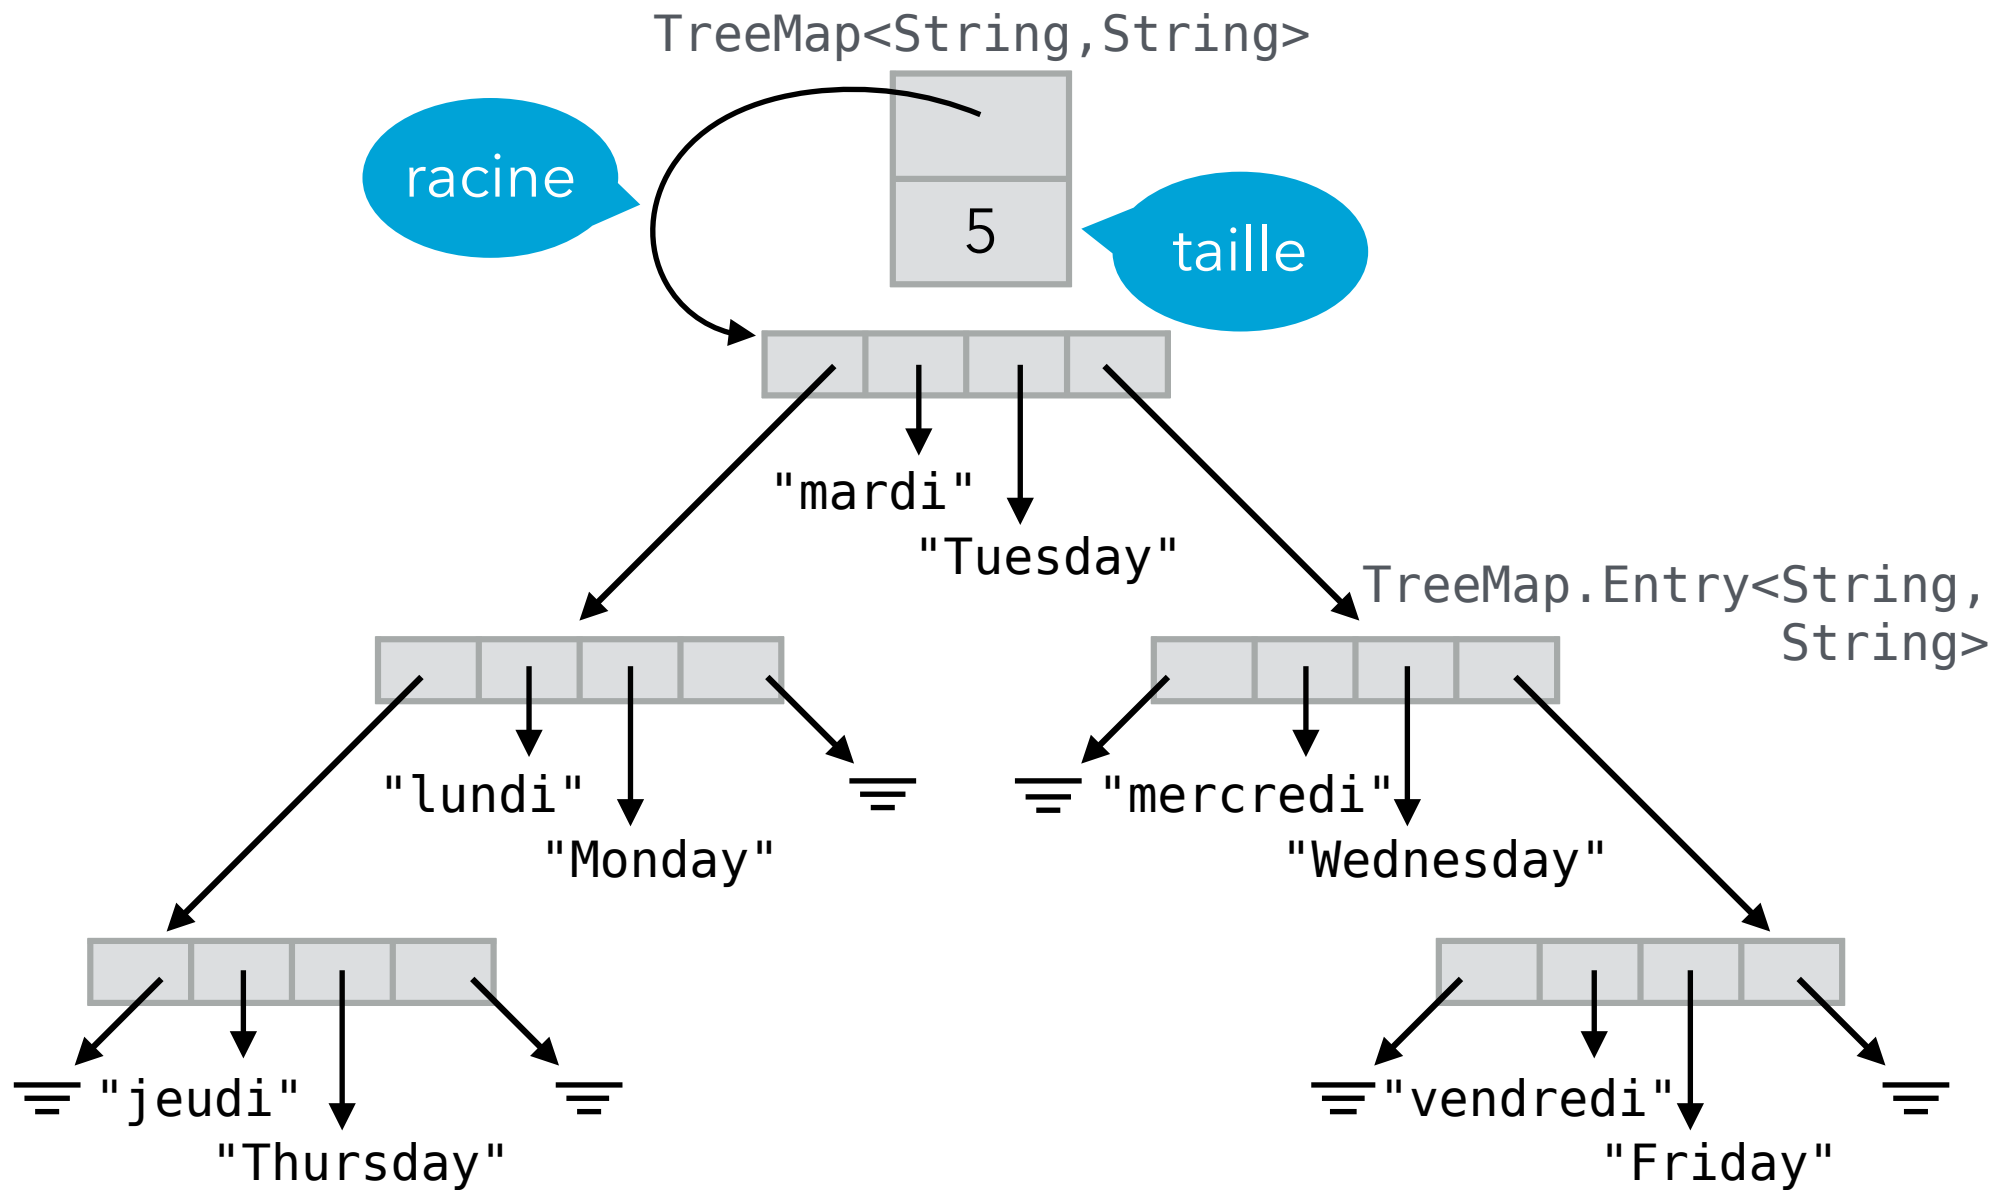 TreeMap<String,String>
racine
5
taille
"mardi"
"Tuesday"
TreeMap.Entry<String,
String>
"lundi"
"Monday"
"mercredi"
"Wednesday"
"jeudi"
"Thursday"
"vendredi"
"Friday"